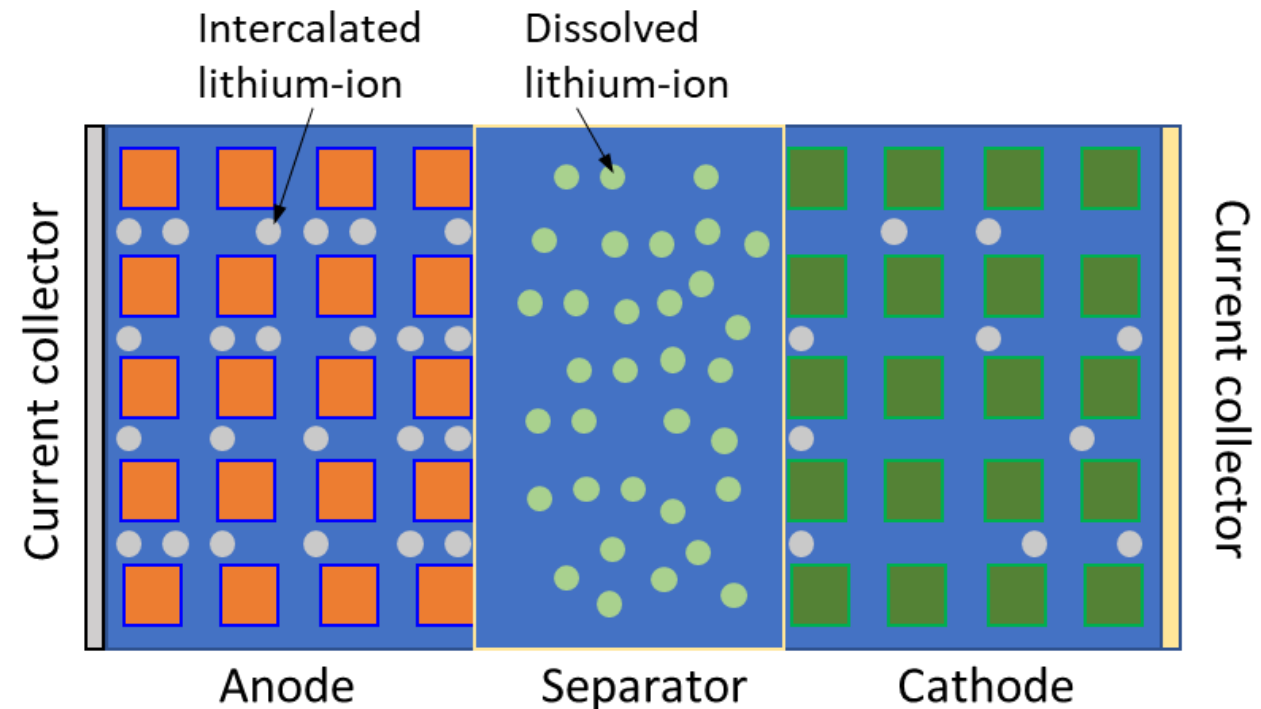 Intercalated
lithium-ion
Dissolved
lithium-ion
Current collector
Current collector
Anode
Separator
Cathode